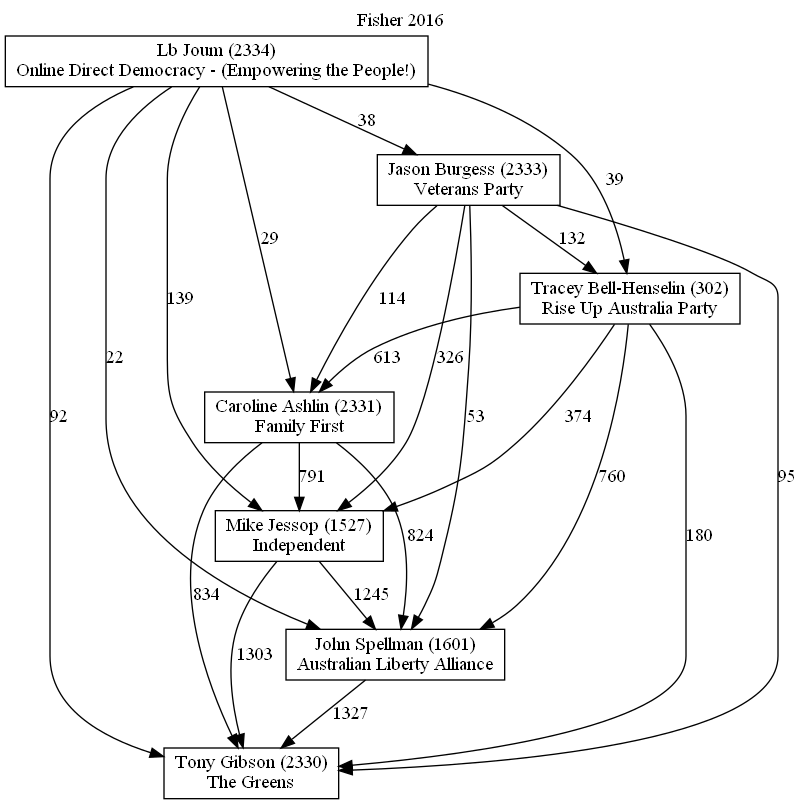 Fisher 2016
Lb Joum (2334)
Online Direct Democracy - (Empowering the People!)
38
Jason Burgess (2333)
Veterans Party
39
29
132
Tracey Bell-Henselin (302)
Rise Up Australia Party
139
114
22
613
326
92
Caroline Ashlin (2331)
Family First
53
374
791
760
95
Mike Jessop (1527)
Independent
824
180
834
1245
John Spellman (1601)
Australian Liberty Alliance
1303
1327
Tony Gibson (2330)
The Greens